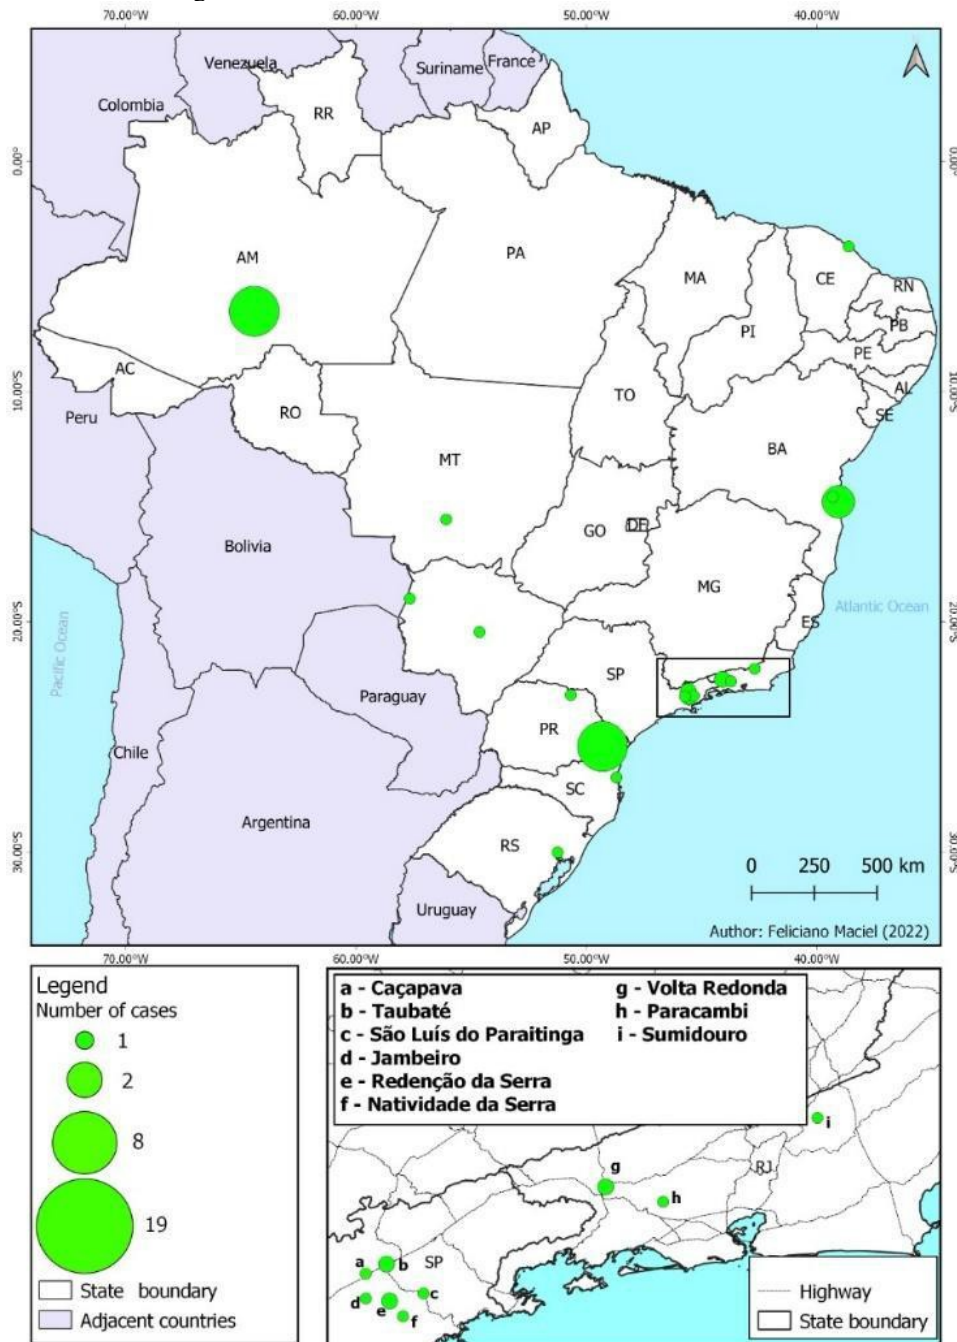 70.00°W 60.00°W 50.00°W 40.00°W
Venezuela
Suriname
France
Colombia
RR
AP
0.00°
0.00°
AM
PA
MA
CE
RN
PB
PI
PE
AC
AL
10.00°S
10.00°S
Peru
RO
TO
SE
BA
MT
GO
DF
Bolivia
MG
Atlantic Ocean
ES
20.00°S
20.00°S
Pacific Ocean
SP
Paraguay
PR
Chile
SC
Argentina
RS
30.00°S
30.00°S
0 250 500 km
Uruguay
Author: Feliciano Maciel (2022)
70.00°W 60.00°W 50.00°W 40.00°W
Legend
Number of cases
1
2
8
19
State boundary
Adjacent countries
a - Caçapava
b - Taubaté
c - São Luís do Paraitinga
d - Jambeiro
e - Redenção da Serra
f - Natividade da Serra
g - Volta Redonda
h - Paracambi
i - Sumidouro
i
RJ
g
h
SP
a
b
c
d
e
f
Highway
State boundary